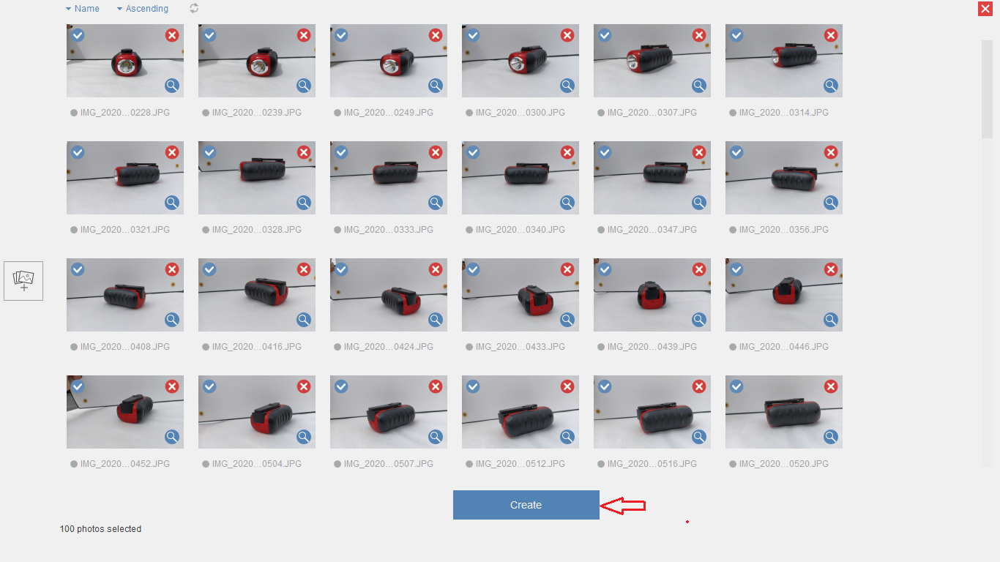 Name Ascending
IMG_2020...0228.JPG IMG_2020...0239.JPG IMG_2020...0249.JPG IMG_2020...0300.JPG IMG_2020...0307.JPG IMG_2020...0314.JPG
IMG_2020...0321.JPG IMG_2020...0328.JPG IMG_2020...0333.JPG IMG_2020...0340.JPG IMG_2020...0347.JPG IMG_2020...0356.JPG
IMG_2020...0408.JPG IMG_2020...0416.JPG IMG_2020...0424.JPG IMG_2020...0433.JPG IMG_2020...0439.JPG IMG_2020...0446.JPG
IMG_2020...0452.JPG IMG_2020...0504.JPG IMG_2020...0507.JPG IMG_2020...0512.JPG IMG_2020...0516.JPG IMG_2020...0520.JPG
Create
100 photos selected